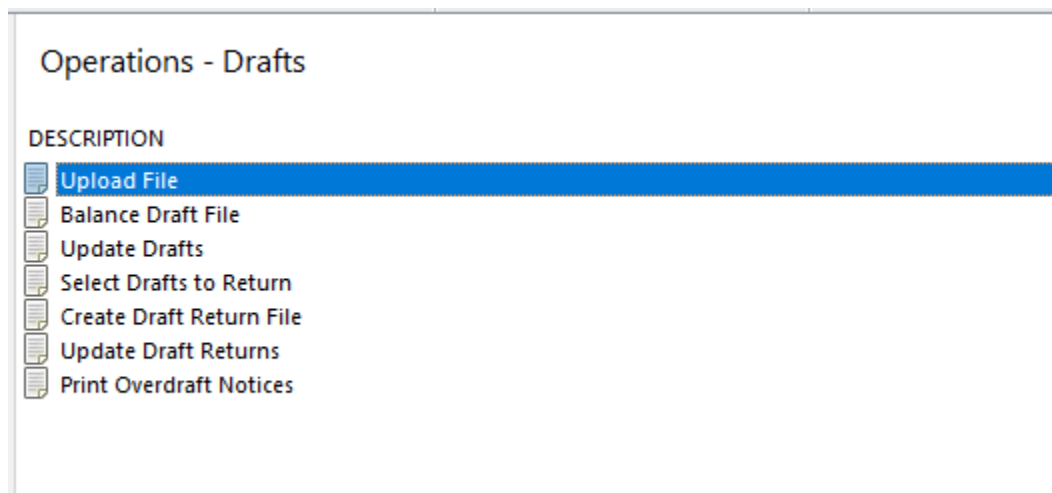 Operations - Drafts
DESCRIPTION
Upload File
Balance Draft File
Update Drafts
Select Drafts to Return
Create Draft Return File
Update Draft Returns
Print Overdraft Notices